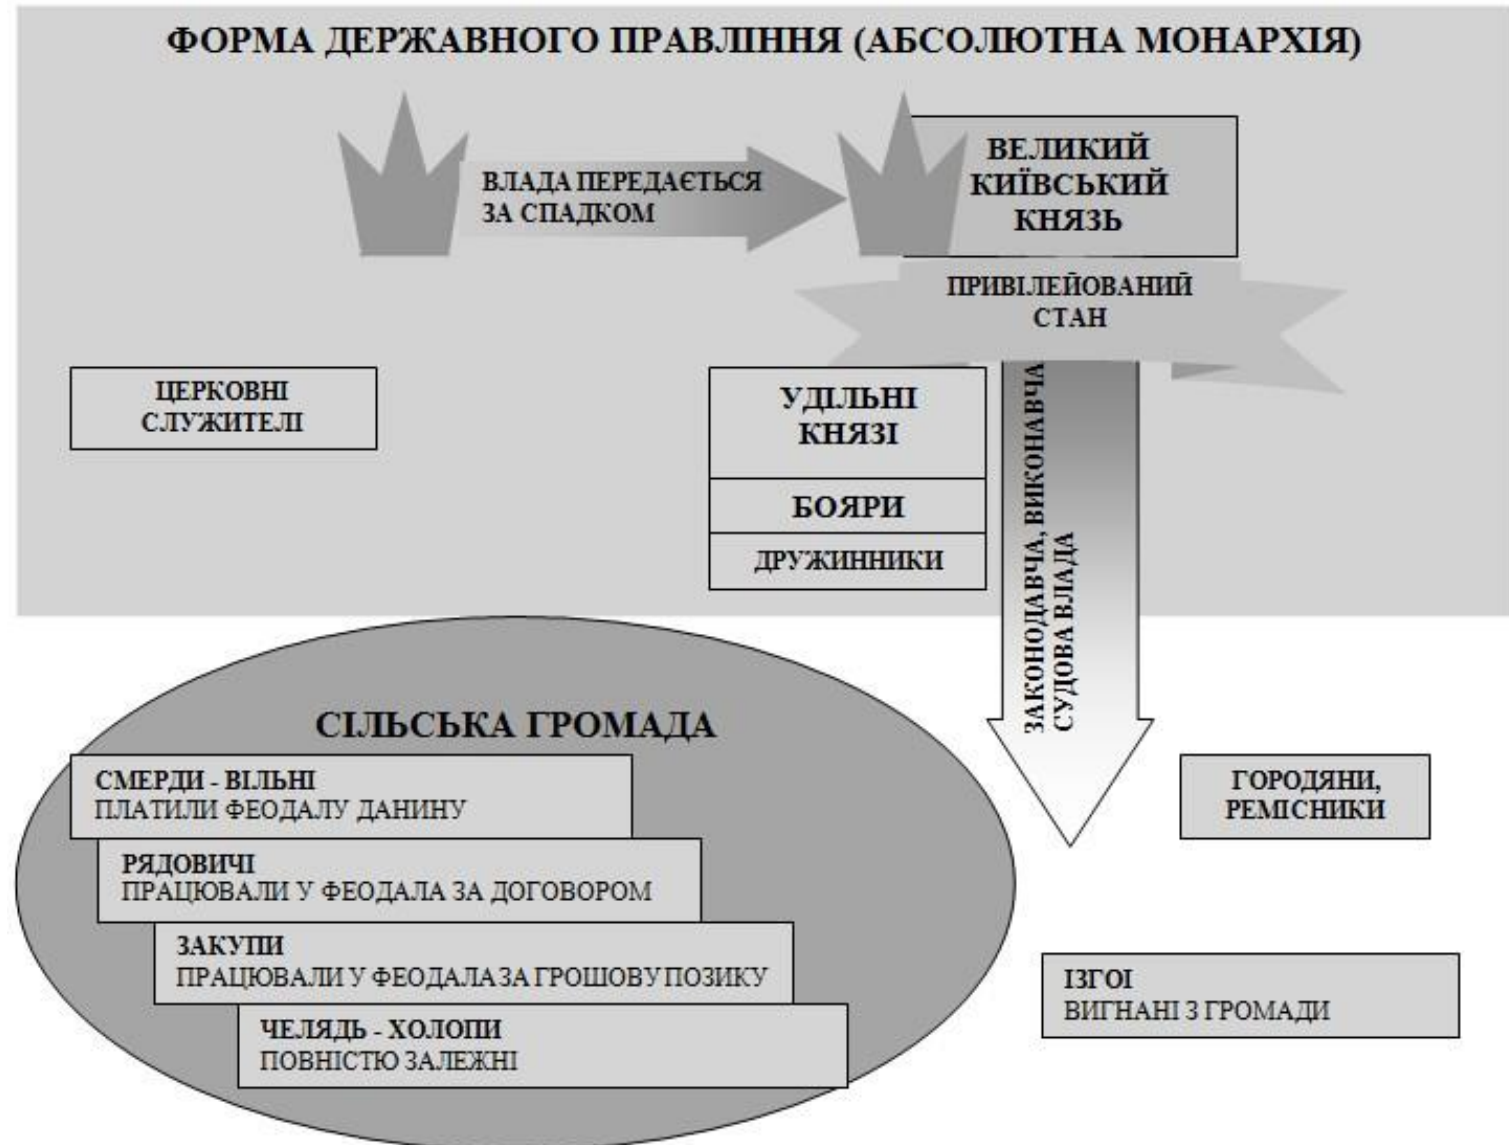 ФОРМА ДЕРЖАВНОГО ПРАВЛІННЯ (АБСОЛЮТНА МОНАРХІЯ)
ВЛАДА ПЕРЕДАЄТЬСЯ
ЗА СПАДКОМ
ВЕЛИКИЙ
КИЇВСЬКИЙ
КНЯЗЬ
ПРИВІЛЕЙОВАНИЙ
СТАН
ЦЕРКОВНІ
СЛУЖИТЕЛІ
УДІЛЬНІ
КНЯЗІ
БОЯРИ
ДРУЖИННИКИ
ЗАКОНОДАВЧА, ВИКОНАВЧА
СУДОВА ВЛАДА
СІЛЬСЬКА ГРОМАДА
СМЕРДИ - ВІЛЬНІ
ПЛАТИЛИ ФЕОДАЛУ ДАНИНУ
РЯДОВИЧІ
ПРАЦЮВАЛИ У ФЕОДАЛА ЗА ДОГОВОРОМ
ЗАКУПИ
ПРАЦЮВАЛИ У ФЕОДАЛА ЗА ГРОШОВУ ПОЗИКУ
ЧЕЛЯДЬ - ХОЛОПИ
ПОВНІСТЮ ЗАЛЕЖНІ
ГОРОДЯНИ,
РЕМІСНИКИ
ІЗГОЇ
ВИГНАНІ З ГРОМАДИ